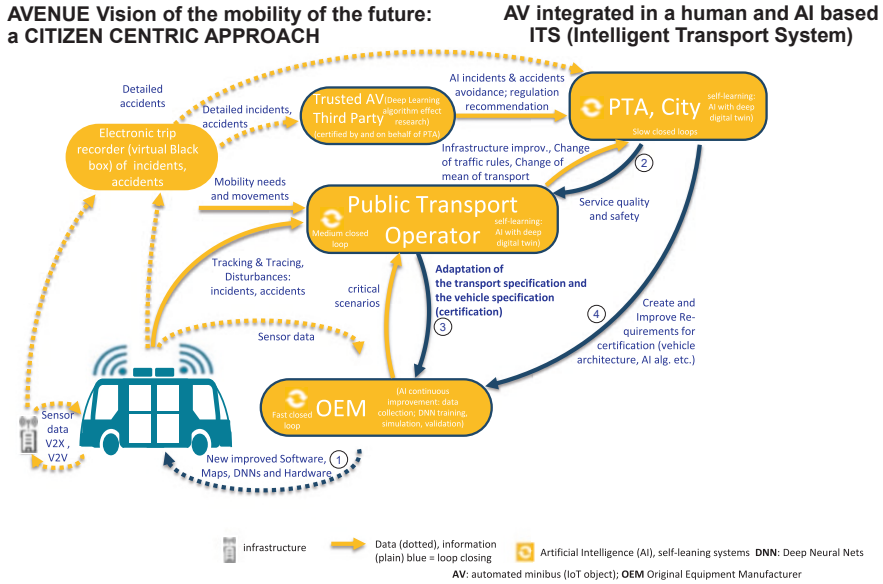 AVENUE Vision of the mobility of the future:
a CITIZEN CENTRIC APPROACH
AV integrated in a human and AI based
ITS (Intelligent Transport System)
Detailed
accidents
Detailed incidents,
accidents
Electronic trip
recorder (virtual Black
box) of incidents,
accidents
Trusted AV(Deep Learning
Third Party algorithm effect
research)
(certified by and on behalf of PTA)
AI incidents & accidents
avoidance; regulation
recommendation
PTA, City
self-learning:
AI with deep
digital twin)
Slow closed loops
Infrastructure improv., Change
of traffic rules, Change of
mean of transport
2
Service quality
and safety
Mobility needs
and movements
Public Transport
Operator
Medium closed
loop
self-learning:
AI with deep
digital twin)
Tracking & Tracing,
Disturbances:
incidents, accidents
critical
scenarios
Adaptation of
the transport specification and
the vehicle specification
(certification)
3
4
Create and
Improve Re-
quirements for
certification (vehicle
architecture, AI alg. etc.)
Sensor data
OEM
Fast closed
loop
(AI continuous
improvement; data
collection; DNN training,
simulation, validation)
Sensor
data
V2X ,
V2V
New improved Software,
Maps, DNNs and Hardware
1
infrastructure
Data (dotted), information
(plain) blue = loop closing
Artificial Intelligence (AI), self-leaning systems DNN: Deep Neural Nets
AV: automated minibus (IoT object); OEM Original Equipment Manufacturer